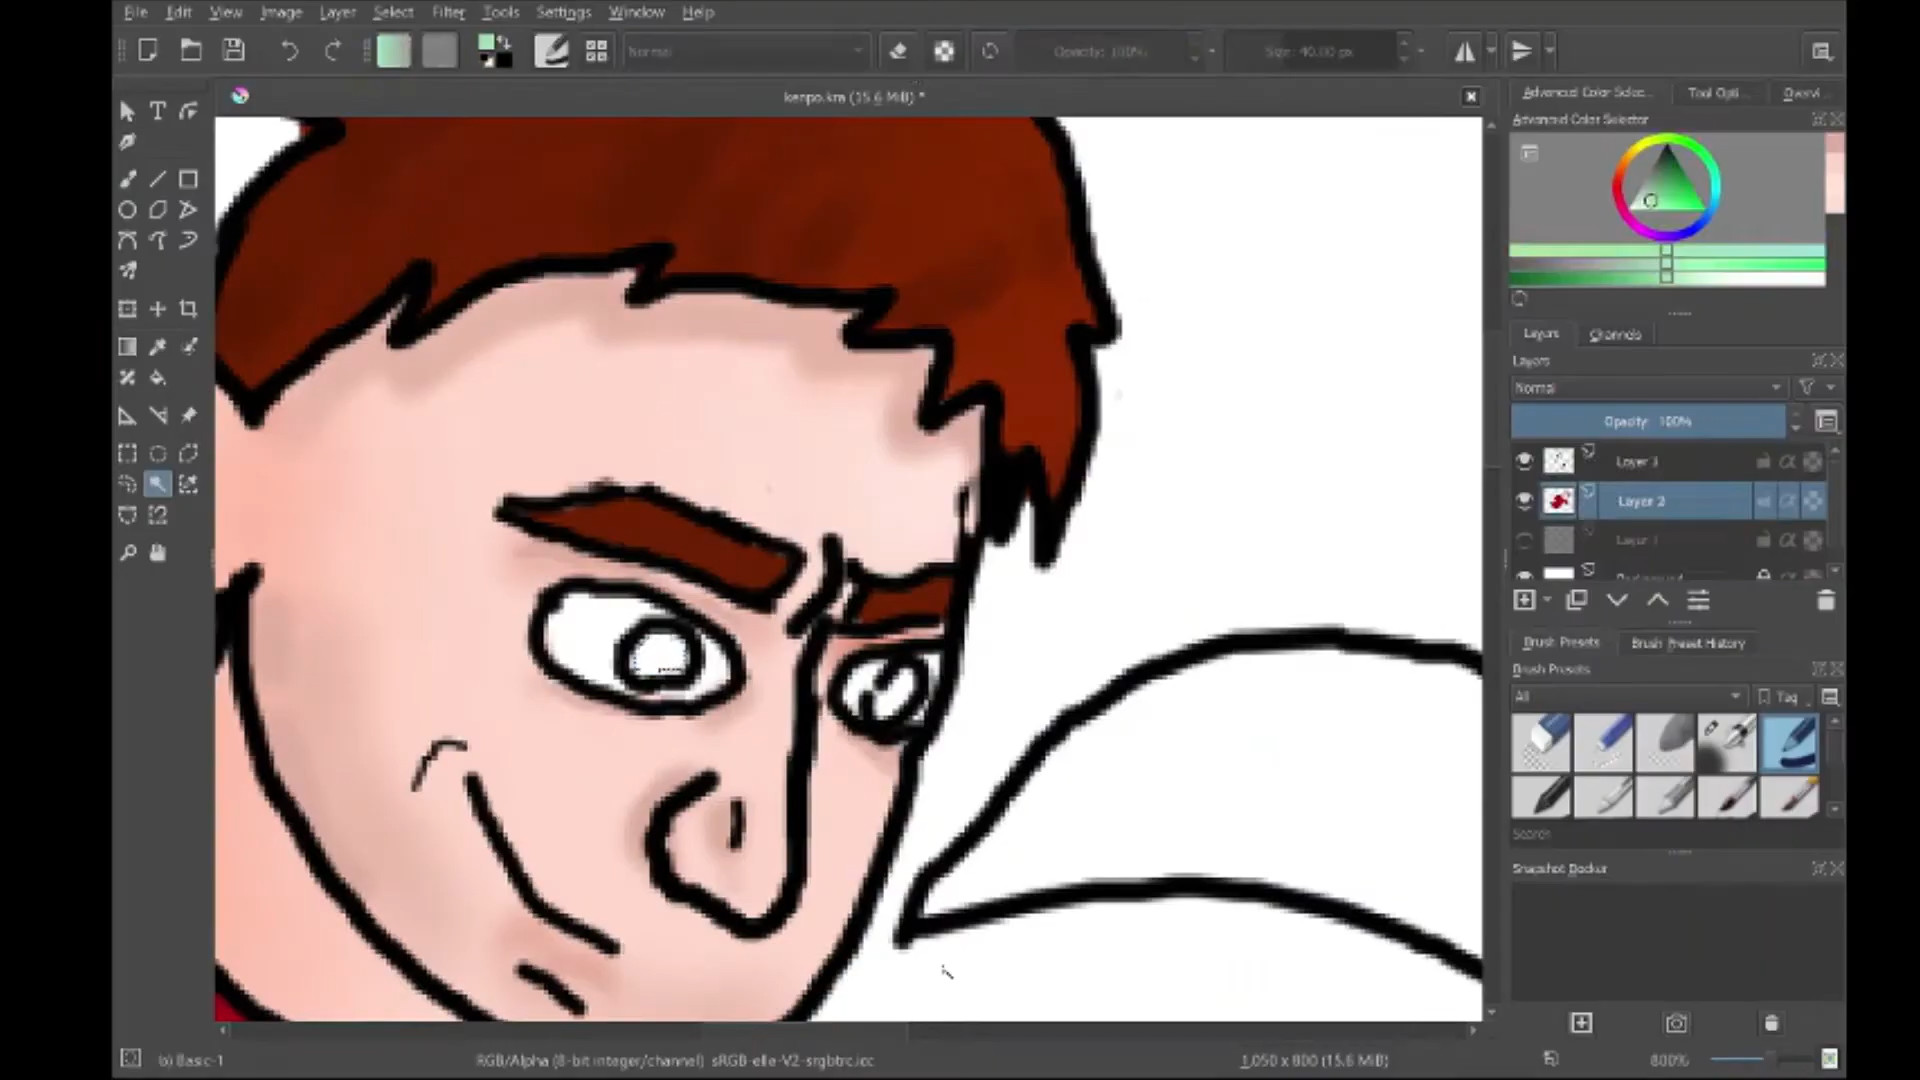 File Edit View Image Layer Select Filter Tools Settings Window Help
Normal
Opacity: 100%
Size: 40.00 px
kenpo.kra (15.6 MiB) *
Advanced Color Selec... Tool Opti... Overvi...
Advanced Color Selector
Layers Channels
Layers
Normal
Opacity: 100%
Layer 3
Layer 2
Layer 1
Background
Brush Presets Brush Preset History
Brush Presets
All
Tag
Search
Snapshot Docker
b) Basic-1
RGB/Alpha (8-bit integer/channel) sRGB-elle-V2-srgbtrc.icc
1,050 x 800 (15.6 MiB)
800%